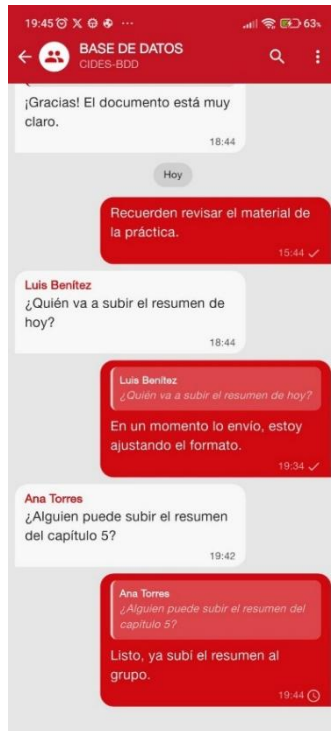 19:45 63%
BASE DE DATOS
CIDES-BDD
¡Gracias! El documento está muy
claro.
18:44
Hoy
Recuerden revisar el material de
la práctica.
15:44
Luis Benítez
¿Quién va a subir el resumen de
hoy?
18:44
Luis Benítez
¿Quién va a subir el resumen de hoy?
En un momento lo envío, estoy
ajustando el formato.
19:34
Ana Torres
¿Alguien puede subir el resumen
del capítulo 5?
19:42
Ana Torres
¿Alguien puede subir el resumen del
capítulo 5?
Listo, ya subí el resumen al
grupo.
19:44